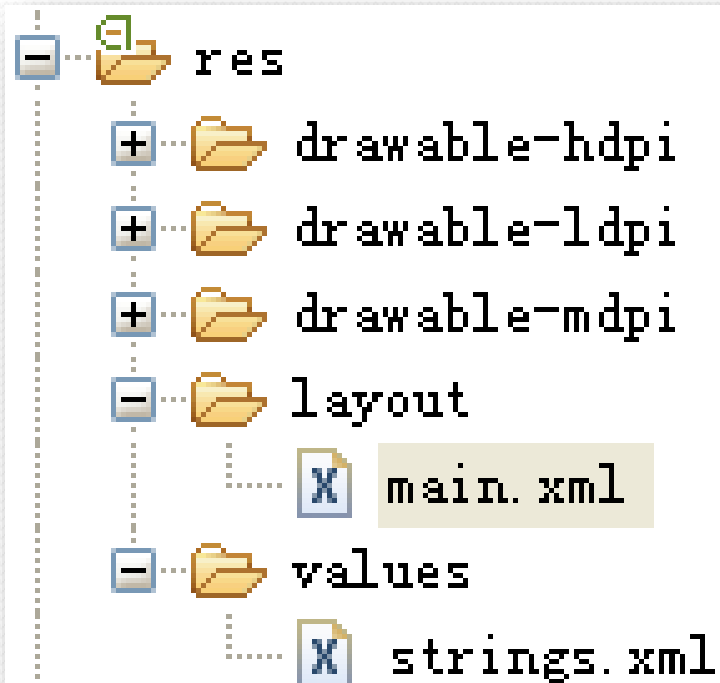 res
drawable-hdpi
drawable-ldpi
drawable-mdpi
layout
main.xml
values
strings.xml